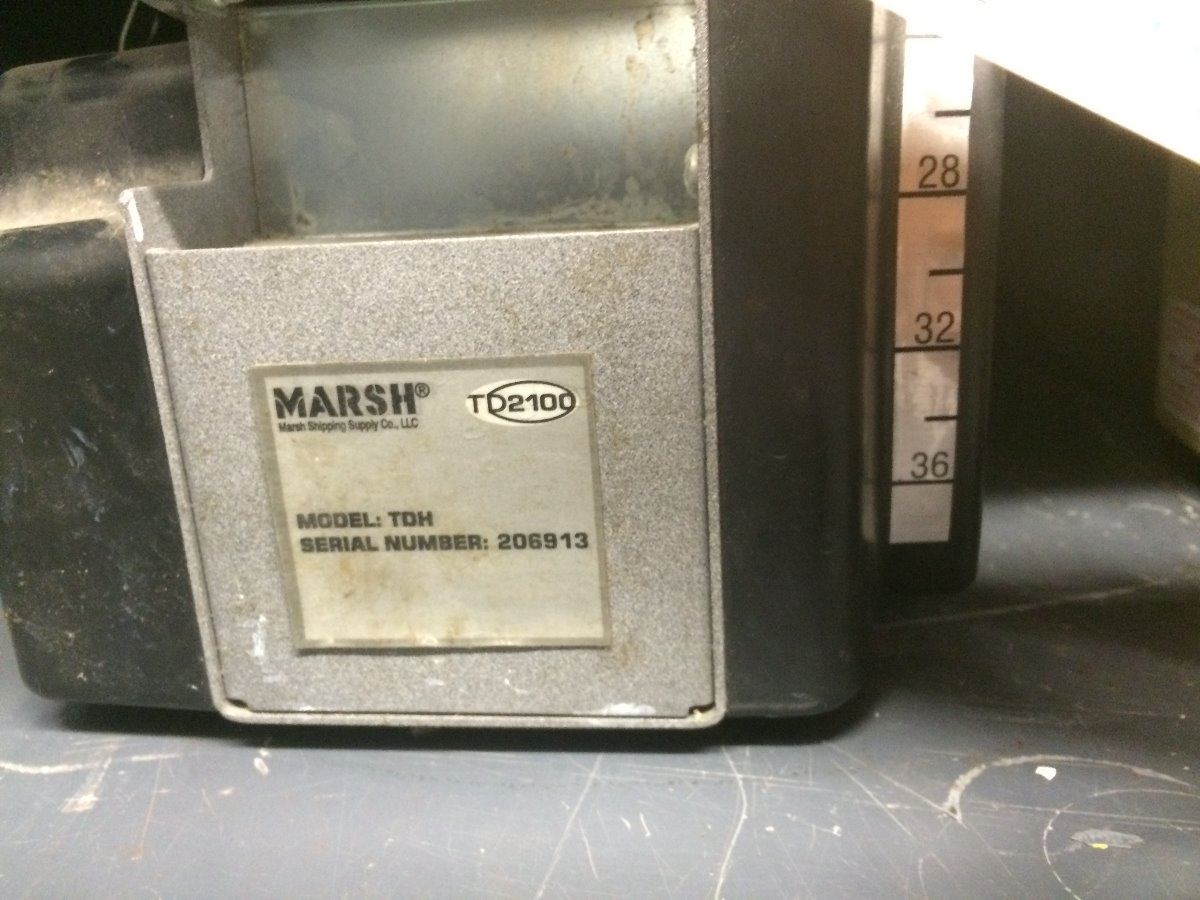 MARSH®
Marsh Shipping Supply Co., LLC
TD2100
MODEL: TDH
SERIAL NUMBER: 206913
28
32
36